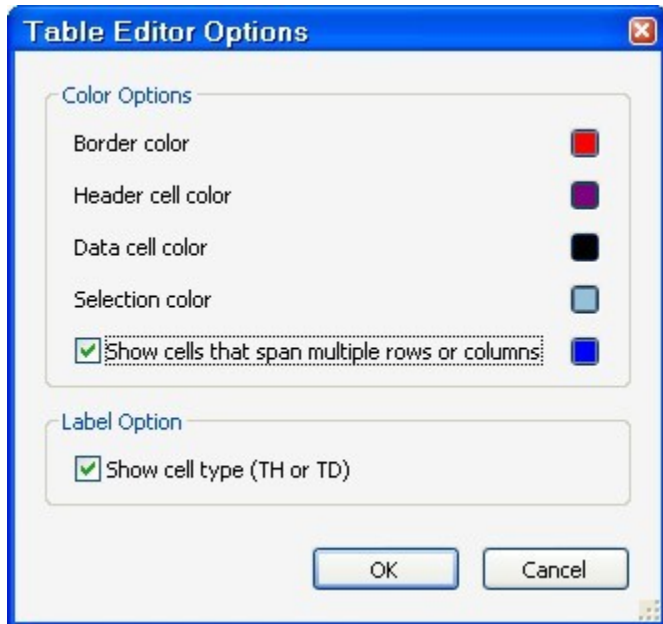 Table Editor Options
Color Options
Border color
Header cell color
Data cell color
Selection color
Show cells that span multiple rows or columns
Label Option
Show cell type (TH or TD)
OK
Cancel